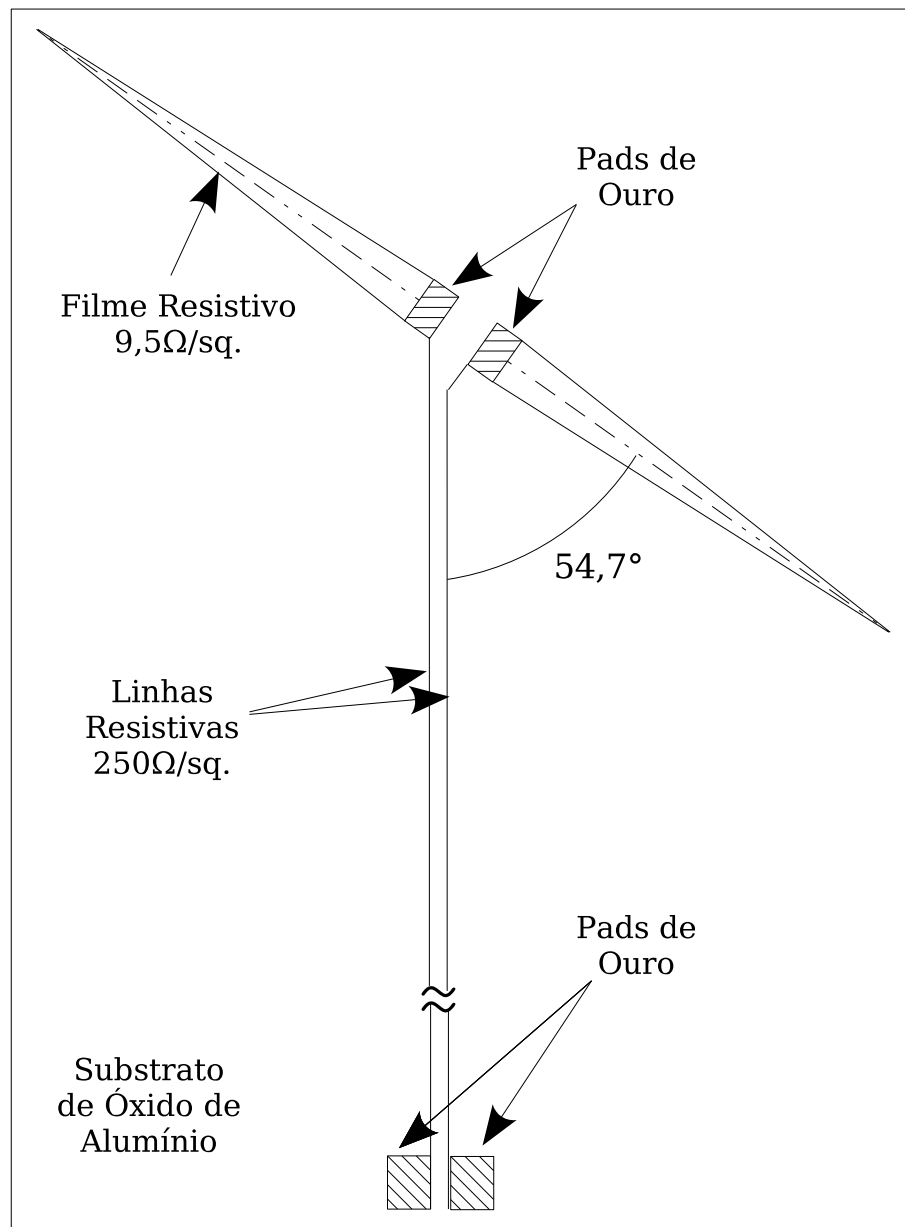 Pads de
Ouro
Filme Resistivo
9,5Ω/sq.
54,7°
Linhas
Resistivas
250Ω/sq.
Pads de
Ouro
Substrato
de Óxido de
Alumínio